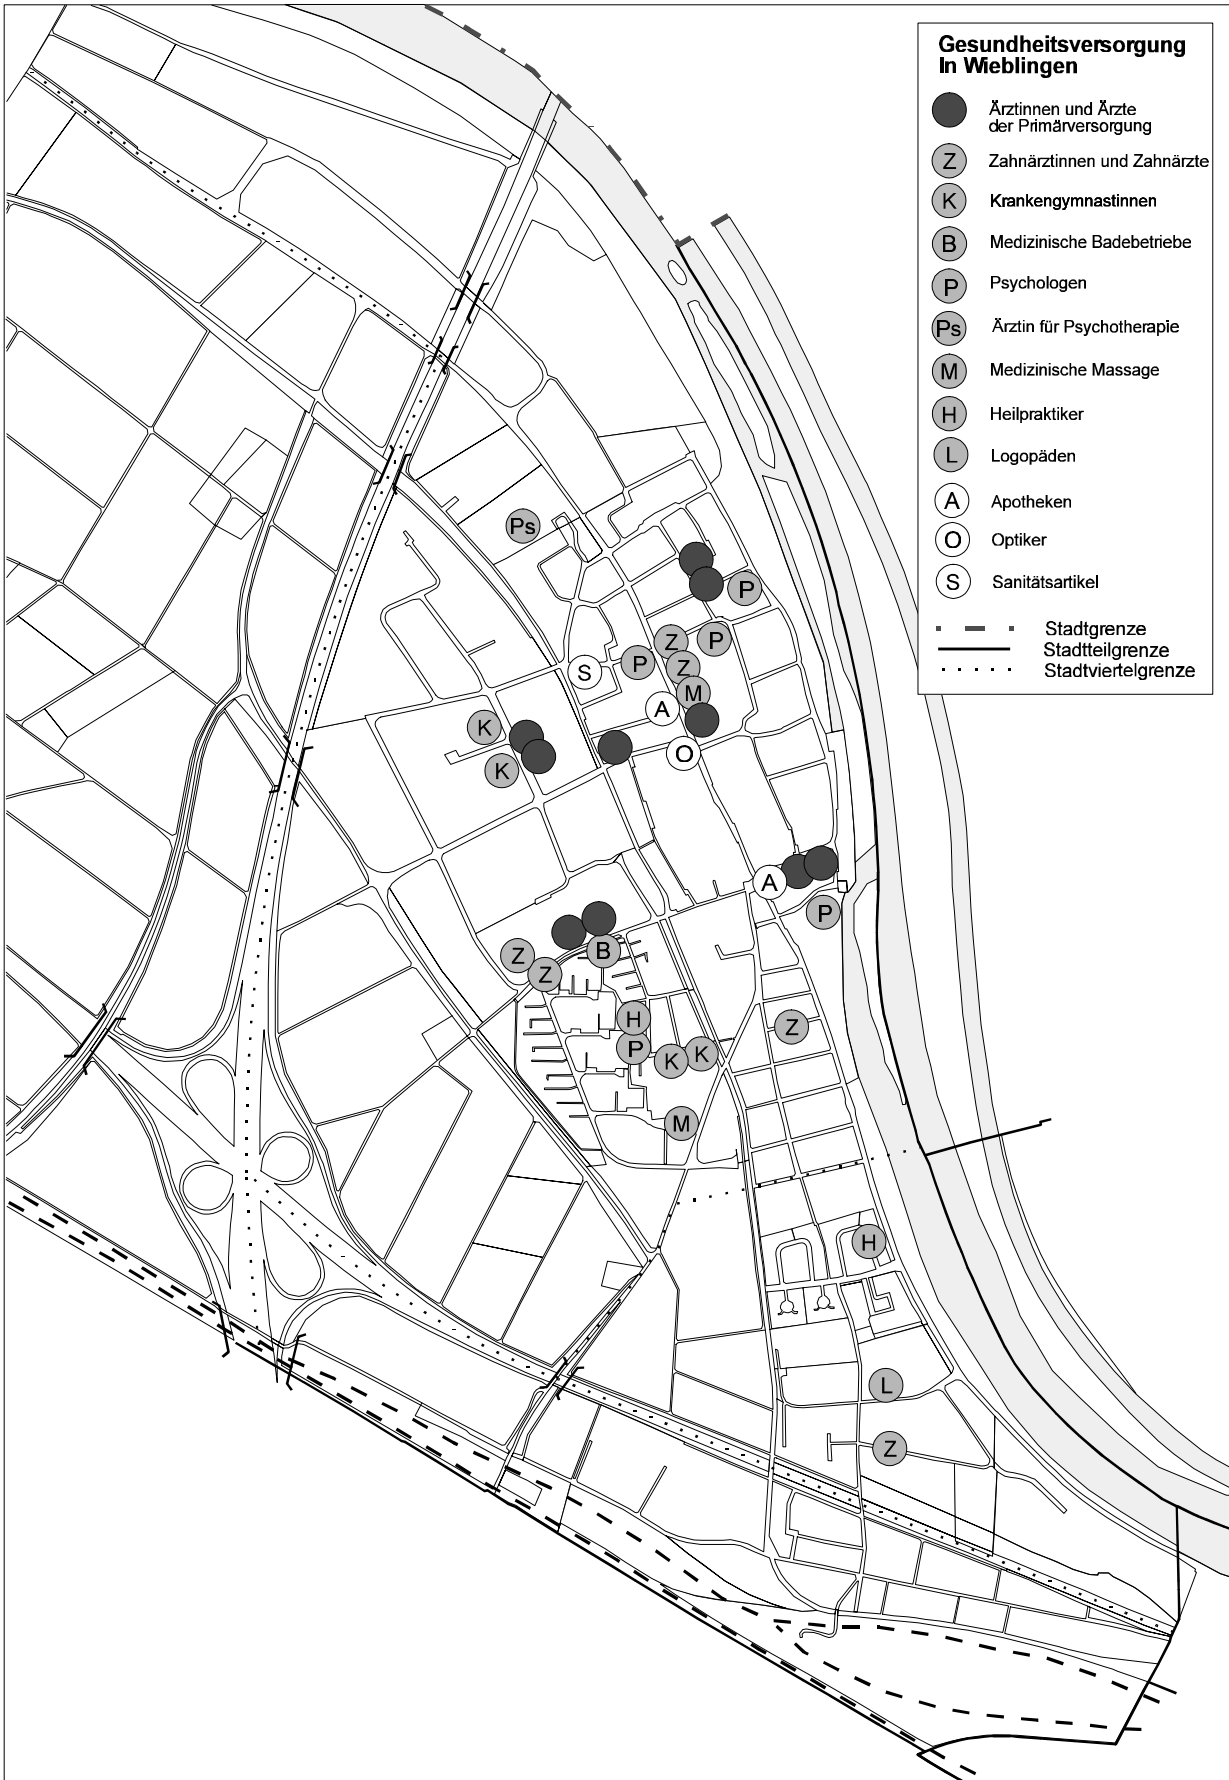 Gesundheitsversorgung
In Wieblingen
Ärztinnen und Ärzte
der Primärversorgung
Z Zahnärztinnen und Zahnärzte
K Krankengymnastinnen
B Medizinische Badebetriebe
P Psychologen
Ps Ärztin für Psychotherapie
M Medizinische Massage
H Heilpraktiker
L Logopäden
A Apotheken
O Optiker
S Sanitätsartikel
Stadtgrenze
Stadtteilgrenze
Stadtviertelgrenze
Ps
P
Z
P
P
Z
S
M
A
K
O
K
A
P
B
Z
Z
H
Z
P
K
K
M
H
L
Z